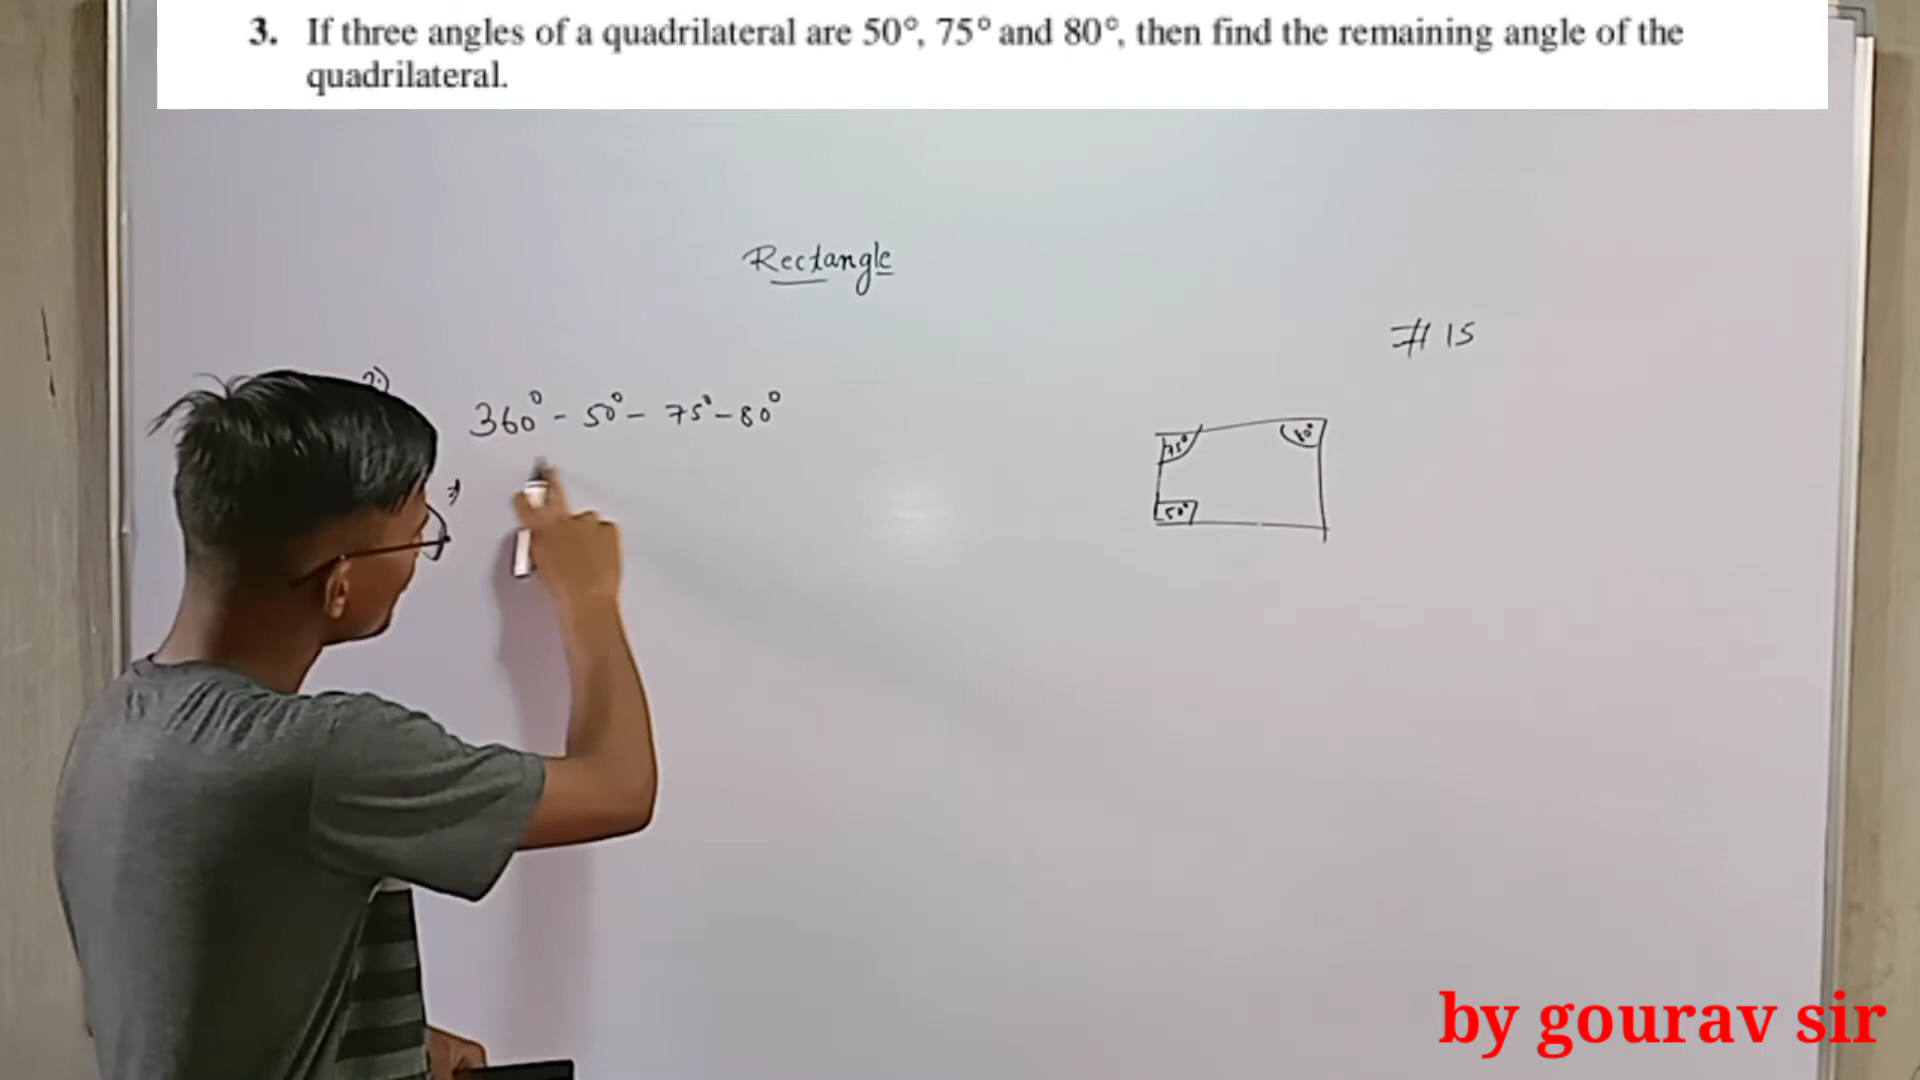 3. If three angles of a quadrilateral are 50°, 75° and 80°, then find the remaining angle of the
quadrilateral.
Rectangle
# 15
360° - 50° - 75° - 80°
75° 80°
50°
by gourav sir